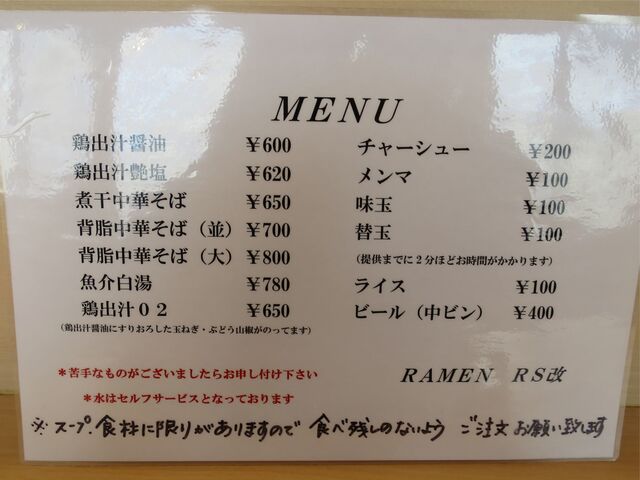 MENU
鶏出汁醤油 ￥600
鶏出汁艶塩 ￥620
煮干中華そば ￥650
背脂中華そば（並） ￥700
背脂中華そば（大） ￥800
魚介白湯 ￥780
鶏出汁０２ ￥650
（鶏出汁醤油にすりおろした玉ねぎ・ぶどう山椒がのってます）
チャーシュー ￥200
メンマ ￥100
味玉 ￥100
替玉 ￥100
（提供までに２分ほどお時間がかかります）
ライス ￥100
ビール（中ビン） ￥400
＊苦手なものがございましたらお申し付け下さい
＊水はセルフサービスとなっております
RAMEN RS改
※スープ、食材に限りがありますので 食べ残しのないよう ご注文お願い致します